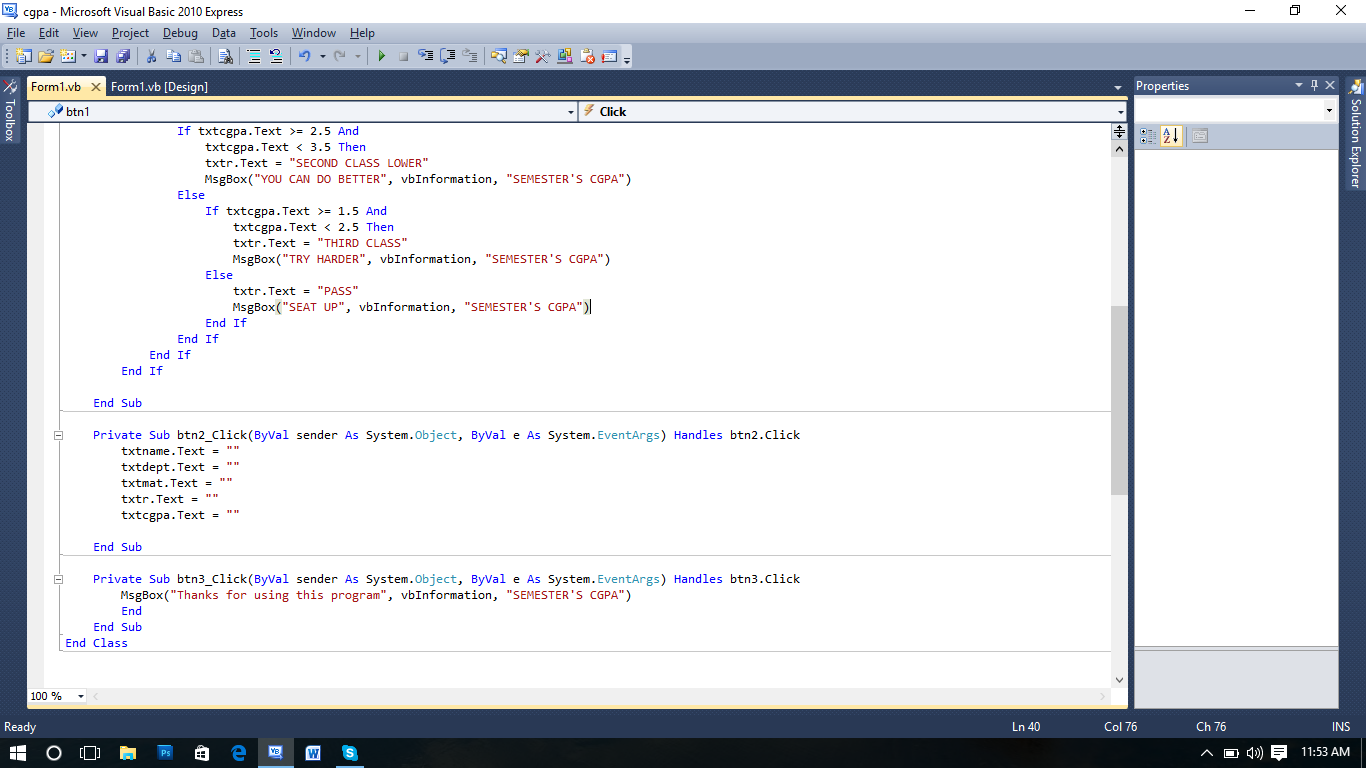 cgpa - Microsoft Visual Basic 2010 Express
File Edit View Project Debug Data Tools Window Help
Form1.vb Form1.vb [Design]
Properties
Toolbox
Solution Explorer
btn1 Click
If txtcgpa.Text >= 2.5 And
txtcgpa.Text < 3.5 Then
txtr.Text = "SECOND CLASS LOWER"
MsgBox("YOU CAN DO BETTER", vbInformation, "SEMESTER'S CGPA")
Else
If txtcgpa.Text >= 1.5 And
txtcgpa.Text < 2.5 Then
txtr.Text = "THIRD CLASS"
MsgBox("TRY HARDER", vbInformation, "SEMESTER'S CGPA")
Else
txtr.Text = "PASS"
MsgBox("SEAT UP", vbInformation, "SEMESTER'S CGPA")
End If
End If
End If
End If
End Sub
Private Sub btn2_Click(ByVal sender As System.Object, ByVal e As System.EventArgs) Handles btn2.Click
txtname.Text = ""
txtdept.Text = ""
txtmat.Text = ""
txtr.Text = ""
txtcgpa.Text = ""
End Sub
Private Sub btn3_Click(ByVal sender As System.Object, ByVal e As System.EventArgs) Handles btn3.Click
MsgBox("Thanks for using this program", vbInformation, "SEMESTER'S CGPA")
End
End Sub
End Class
100 %
Ready Ln 40 Col 76 Ch 76 INS
11:53 AM